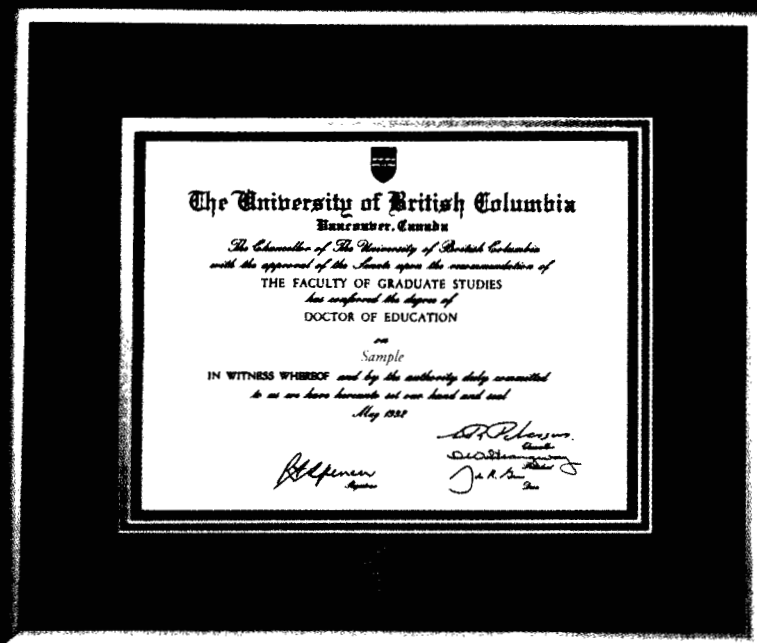 The University of British Columbia
Vancouver, Canada
The Chancellor of The University of British Columbia
with the approval of the Senate upon the recommendation of
THE FACULTY OF GRADUATE STUDIES
has conferred the degree of
DOCTOR OF EDUCATION
on
Sample
IN WITNESS WHEREOF and by the authority duly committed
to us we have hereunto set our hand and seal
May 1992
Chancellor
President
Registrar
Dean